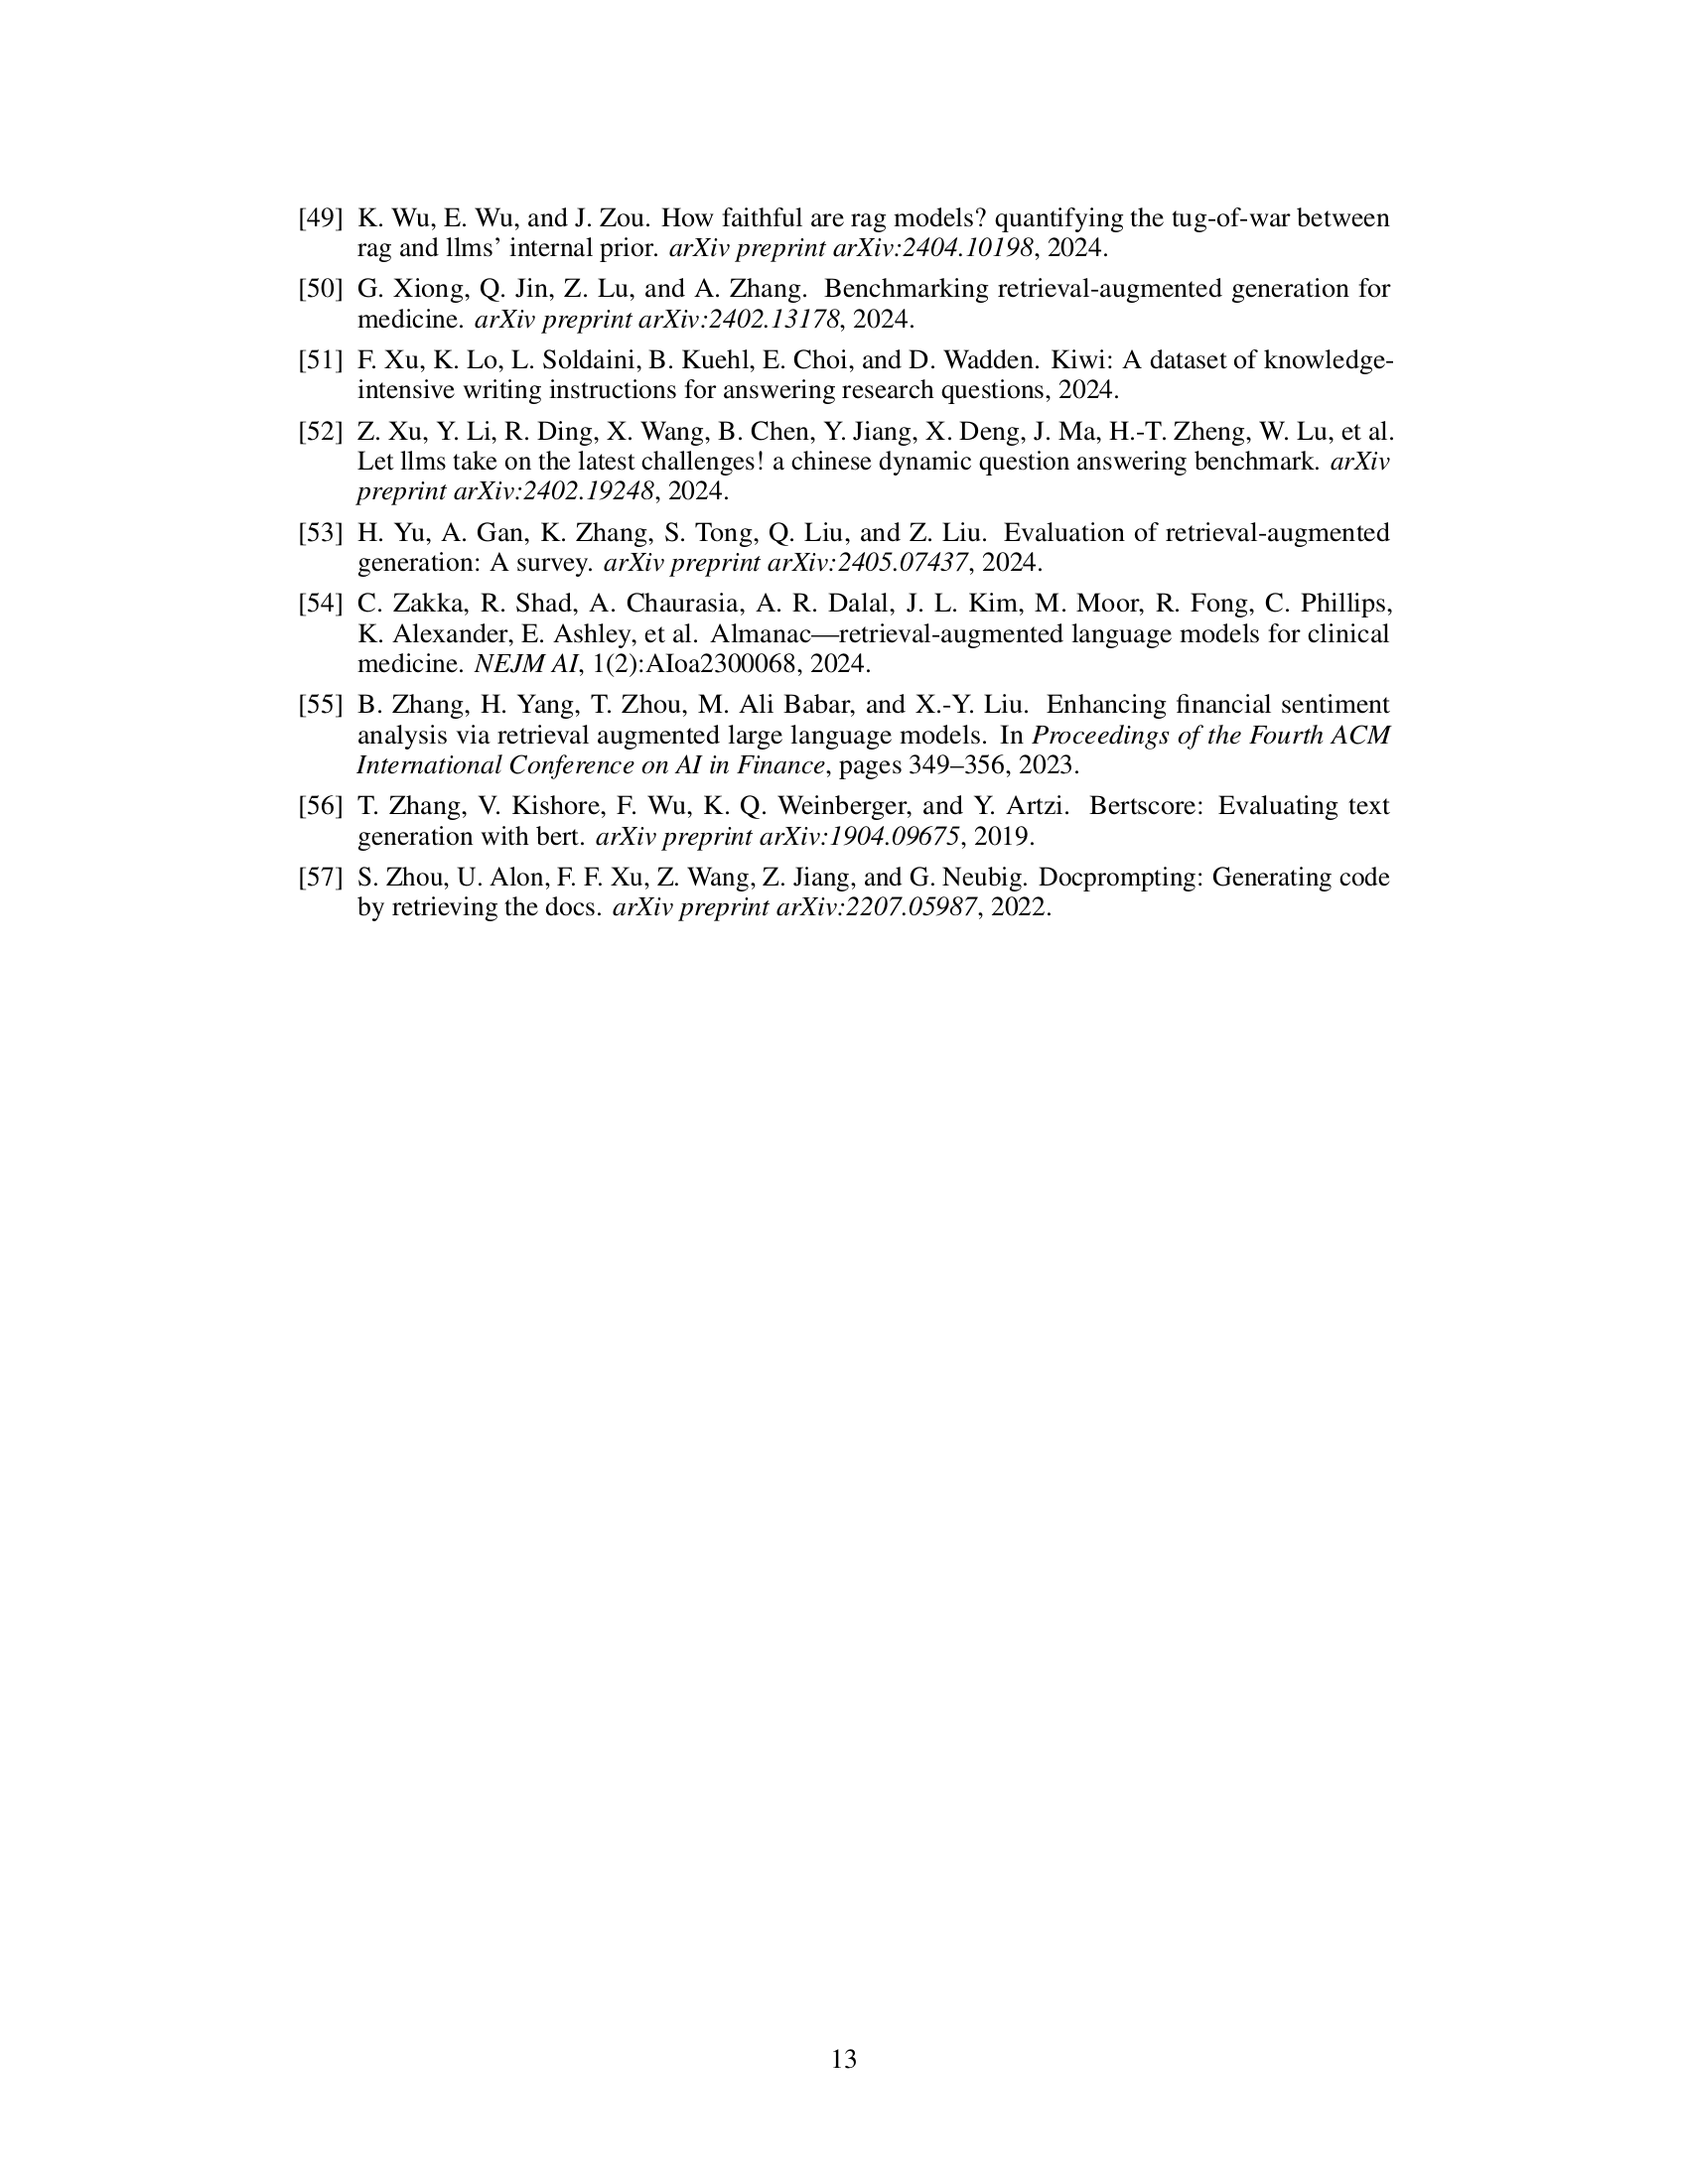 [49] K. Wu, E. Wu, and J. Zou. How faithful are rag models? quantifying the tug-of-war between
rag and llms’ internal prior. arXiv preprint arXiv:2404.10198, 2024.
[50] G. Xiong, Q. Jin, Z. Lu, and A. Zhang. Benchmarking retrieval-augmented generation for
medicine. arXiv preprint arXiv:2402.13178, 2024.
[51] F. Xu, K. Lo, L. Soldaini, B. Kuehl, E. Choi, and D. Wadden. Kiwi: A dataset of knowledge-
intensive writing instructions for answering research questions, 2024.
[52] Z. Xu, Y. Li, R. Ding, X. Wang, B. Chen, Y. Jiang, X. Deng, J. Ma, H.-T. Zheng, W. Lu, et al.
Let llms take on the latest challenges! a chinese dynamic question answering benchmark. arXiv
preprint arXiv:2402.19248, 2024.
[53] H. Yu, A. Gan, K. Zhang, S. Tong, Q. Liu, and Z. Liu. Evaluation of retrieval-augmented
generation: A survey. arXiv preprint arXiv:2405.07437, 2024.
[54] C. Zakka, R. Shad, A. Chaurasia, A. R. Dalal, J. L. Kim, M. Moor, R. Fong, C. Phillips,
K. Alexander, E. Ashley, et al. Almanac—retrieval-augmented language models for clinical
medicine. NEJM AI, 1(2):AIoa2300068, 2024.
[55] B. Zhang, H. Yang, T. Zhou, M. Ali Babar, and X.-Y. Liu. Enhancing financial sentiment
analysis via retrieval augmented large language models. In Proceedings of the Fourth ACM
International Conference on AI in Finance, pages 349–356, 2023.
[56] T. Zhang, V. Kishore, F. Wu, K. Q. Weinberger, and Y. Artzi. Bertscore: Evaluating text
generation with bert. arXiv preprint arXiv:1904.09675, 2019.
[57] S. Zhou, U. Alon, F. F. Xu, Z. Wang, Z. Jiang, and G. Neubig. Docprompting: Generating code
by retrieving the docs. arXiv preprint arXiv:2207.05987, 2022.
13